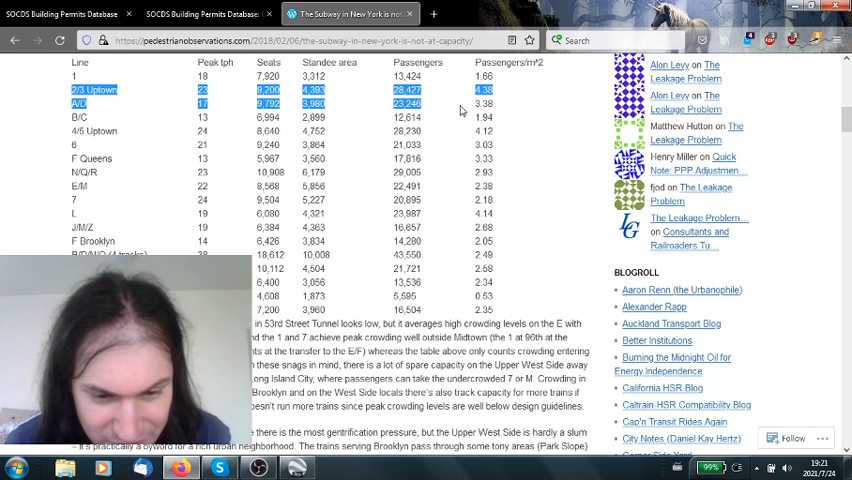 SOCDS Building Permits Database
SOCDS Building Permits Database:
The Subway in New York is not
https://pedestrianobservations.com/2018/02/06/the-subway-in-new-york-is-not-at-capacity/
Search
Line Peak tph Seats Standee area Passengers Passengers/m^2
1 18 7,920 3,312 13,424 1.66
2/3 Uptown 23 9,200 4,393 28,427 4.38
A/D 17 9,792 3,980 23,246 3.38
B/C 13 6,994 2,899 12,614 1.94
4/5 Uptown 24 8,640 4,752 28,230 4.12
6 21 9,240 3,864 21,033 3.03
F Queens 13 5,967 3,560 17,816 3.33
N/Q/R 23 10,908 6,179 29,005 2.93
E/M 22 8,568 5,856 22,491 2.38
7 24 9,504 5,227 20,895 2.18
L 19 6,080 4,321 23,987 4.14
J/M/Z 19 6,384 4,165 16,657 2.68
F Brooklyn 14 6,426 3,834 14,280 2.05
B/D/N/Q (4 tracks) 38 18,612 10,008 43,550 2.49
10,112 4,504 21,721 2.58
6,400 3,056 13,536 2.34
4,608 1,873 5,595 0.53
7,200 3,960 16,504 2.35
in 53rd Street Tunnel looks low, but it averages high crowding levels on the E with
nd the 1 and 7 achieve peak crowding well outside Midtown (the 1 at 96th at the
nts at the transfer to the E/F) whereas the table above only counts crowding entering
n these snags in mind, there is a lot of spare capacity on the Upper West Side away
Long Island City, where passengers can take the undercrowded 7 or M. Crowding in
Brooklyn and on the West Side locals there's also track capacity for more trains on
oesn't run more trains since peak crowding levels are well below design guidelines.
e there is the most gentrification pressure, but the Upper West Side is hardly a slum
– it's practically a byword for a rich urban neighborhood. The trains serving Brooklyn pass through some tony areas (Park Slope)
Alon Levy on The
Leakage Problem
Alon Levy on The
Leakage Problem
Matthew Hutton on The
Leakage Problem
Henry Miller on Quick
Note: PPP Adjustmen…
fjod on The Leakage
Problem
The Leakage Problem…
on Consultants and
Railroaders Tu…
BLOGROLL
Aaron Renn (the Urbanophile)
Alexander Rapp
Auckland Transport Blog
Better Institutions
Burning the Midnight Oil for
Energy Independence
California HSR Blog
Caltrain-HSR Compatibility Blog
Cap'n Transit Rides Again
City Notes (Daniel Kay Hertz)
Follow
99%
19:21
2021/7/24